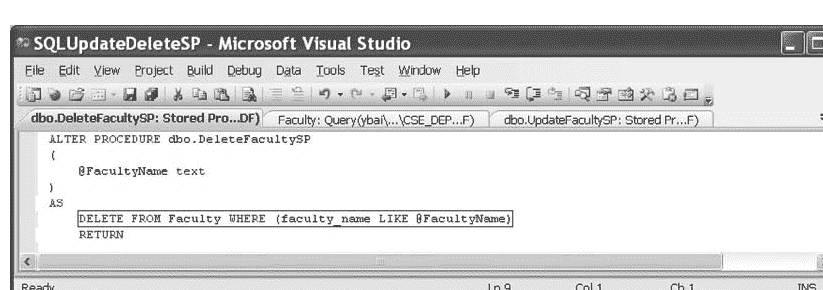 SQLUpdateDeleteSP - Microsoft Visual Studio
File Edit View Project Build Debug Data Tools Test Window Help
dbo.DeleteFacultySP: Stored Pro...DF) Faculty: Query(ybai\...\CSE_DEP...F) dbo.UpdateFacultySP: Stored Pr...F)
ALTER PROCEDURE dbo.DeleteFacultySP
(
@FacultyName text
)
AS
DELETE FROM Faculty WHERE (faculty_name LIKE @FacultyName)
RETURN
Ready Ln 9 Col 1 Ch 1 INS